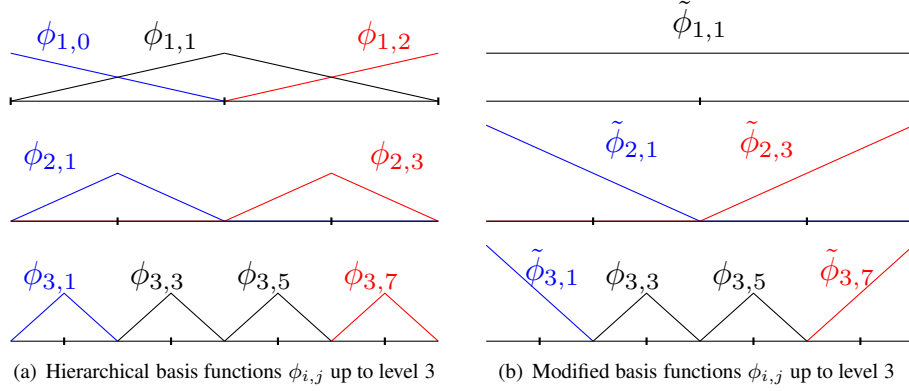 ϕ1,0 ϕ1,1 ϕ1,2
ϕ2,1 ϕ2,3
ϕ3,1 ϕ3,3 ϕ3,5 ϕ3,7
(a) Hierarchical basis functions ϕi,j up to level 3
ϕ̃1,1
ϕ̃2,1 ϕ̃2,3
ϕ̃3,1 ϕ3,3 ϕ3,5 ϕ̃3,7
(b) Modified basis functions ϕi,j up to level 3